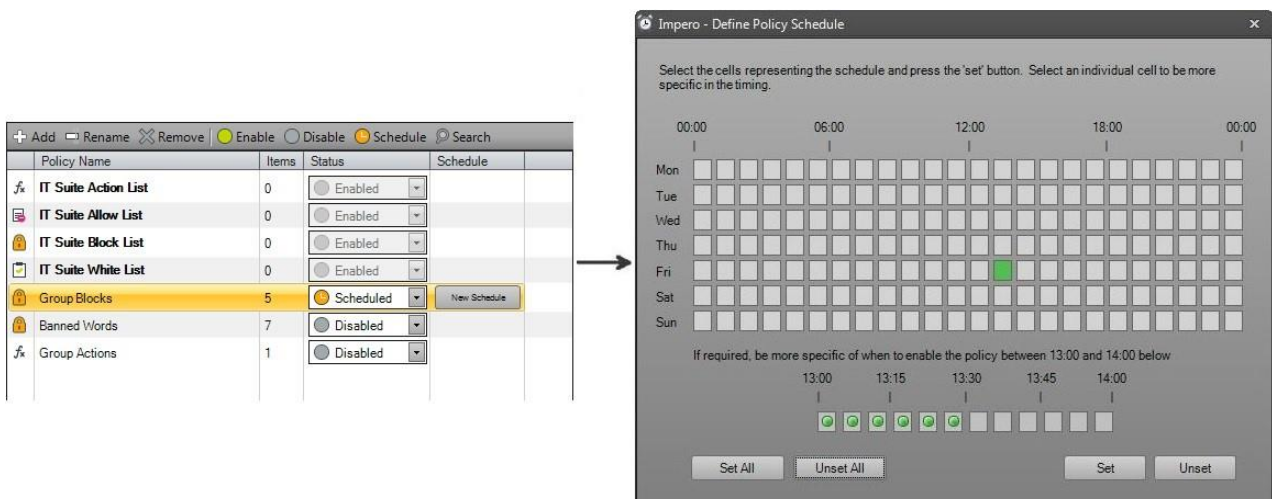 Add Rename Remove Enable Disable Schedule Search
Policy Name Items Status Schedule
IT Suite Action List 0 Enabled
IT Suite Allow List 0 Enabled
IT Suite Block List 0 Enabled
IT Suite White List 0 Enabled
Group Blocks 5 Scheduled New Schedule
Banned Words 7 Disabled
Group Actions 1 Disabled
Impero - Define Policy Schedule
Select the cells representing the schedule and press the 'set' button. Select an individual cell to be more
specific in the timing.
00:00 06:00 12:00 18:00 00:00
Mon
Tue
Wed
Thu
Fri
Sat
Sun
If required, be more specific of when to enable the policy between 13:00 and 14:00 below
13:00 13:15 13:30 13:45 14:00
Set All Unset All Set Unset